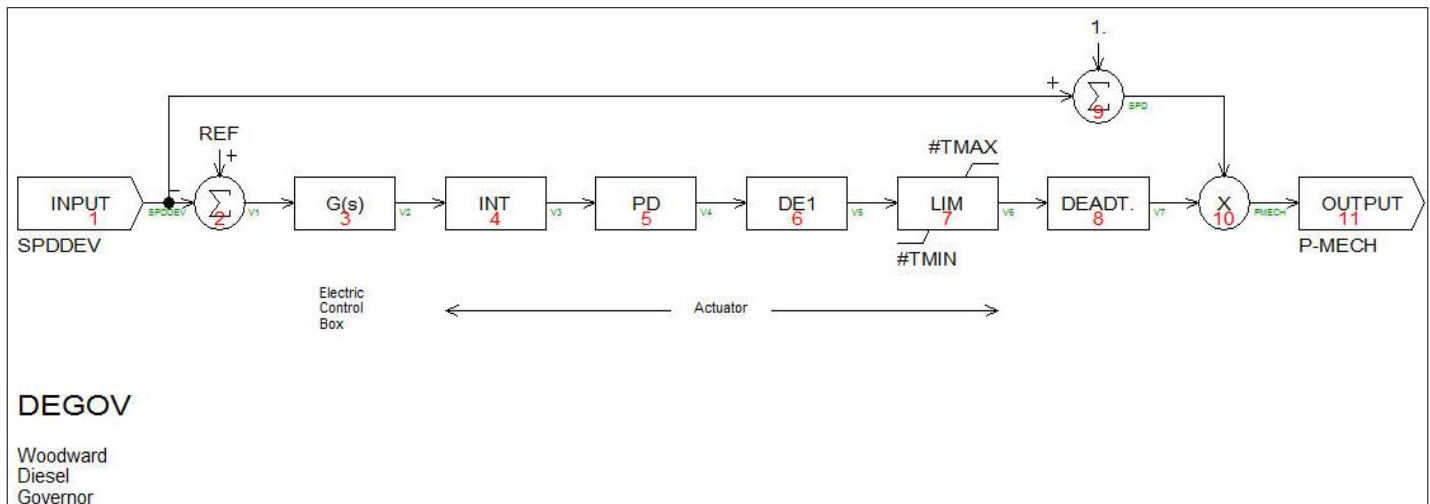 1.
+
Σ
9
SPD
REF
+
#TMAX
INPUT
1
SPDDEV
-
Σ
2
V1
G(s)
3
V2
INT
4
V3
PD
5
V4
DE1
6
V5
LIM
7
V6
DEADT.
8
V7
X
10
PMECH
OUTPUT
11
SPDDEV
#TMIN
P-MECH
Electric
Control
Box
Actuator
DEGOV
Woodward
Diesel
Governor